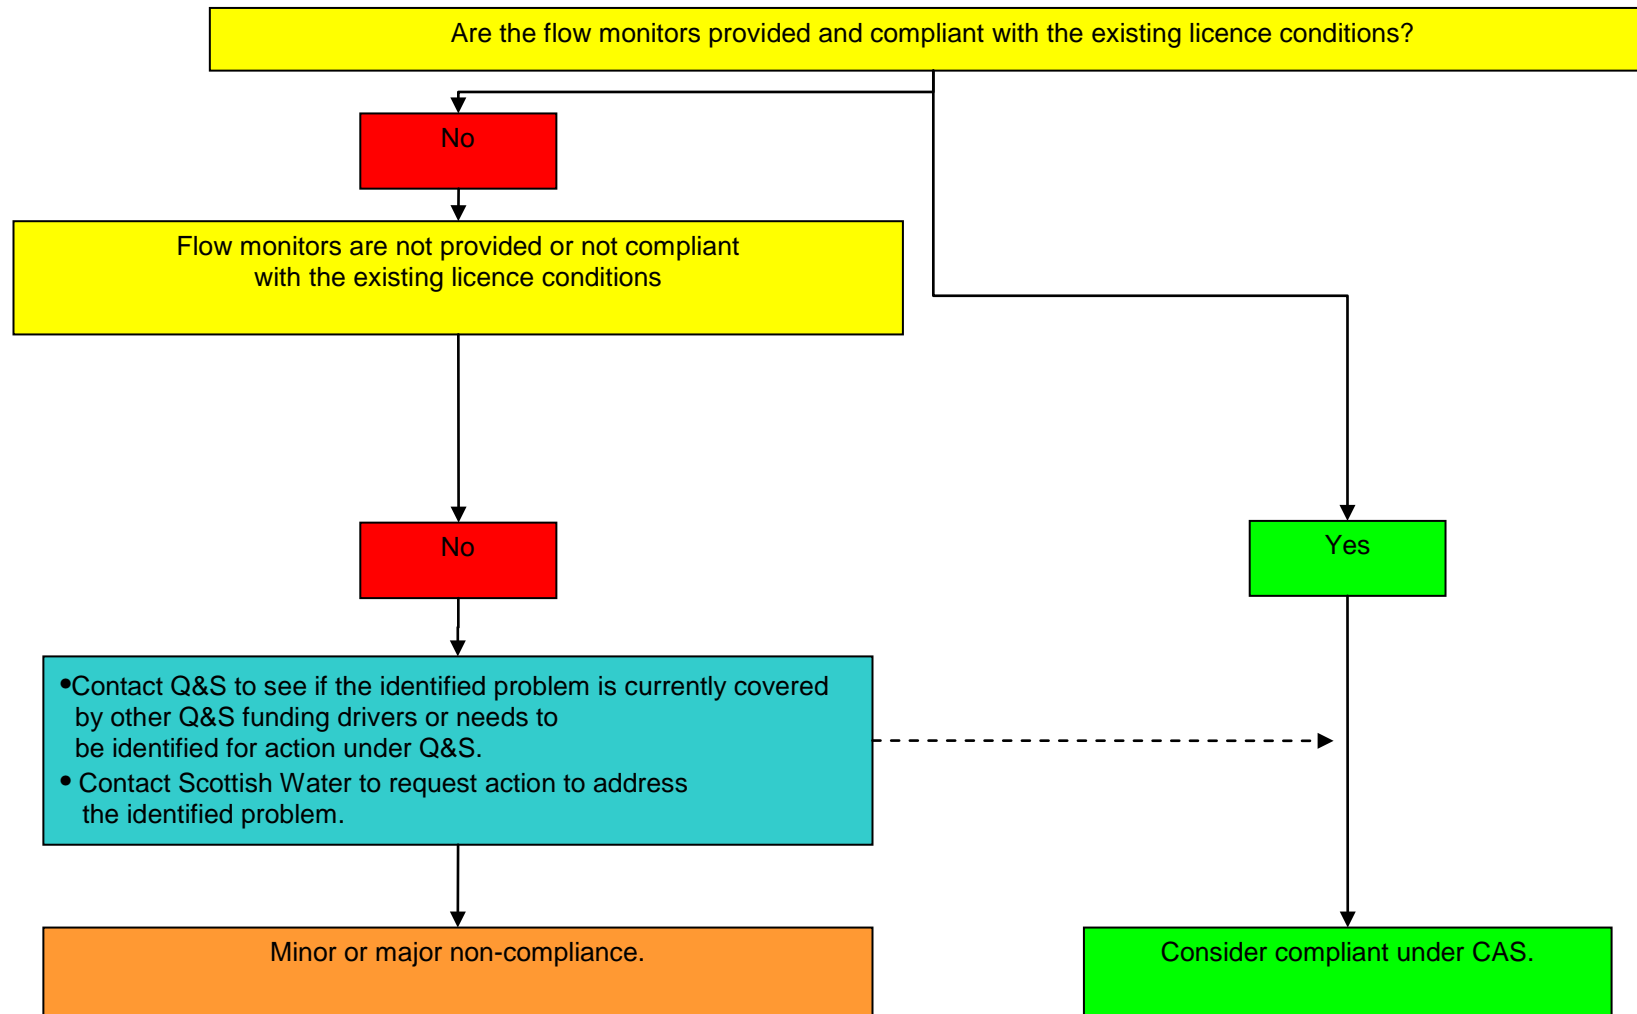 Are the flow monitors provided and compliant with the existing licence conditions?
No
Flow monitors are not provided or not compliant
with the existing licence conditions
No
Yes
•Contact Q&S to see if the identified problem is currently covered
by other Q&S funding drivers or needs to
be identified for action under Q&S.
• Contact Scottish Water to request action to address
the identified problem.
Minor or major non-compliance.
Consider compliant under CAS.